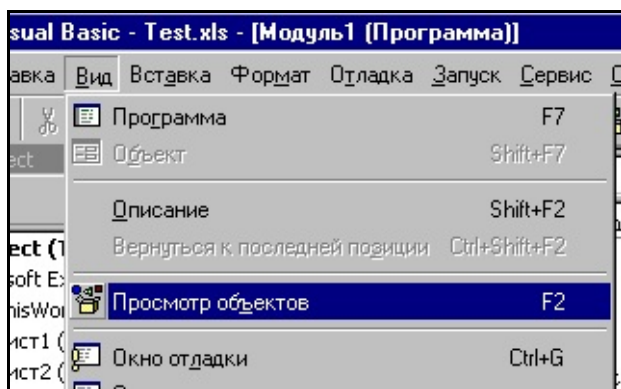 sual Basic - Test.xls - [Модуль1 (Программа)]
авка Вид Вставка Формат Отладка Запуск Сервис
Программа F7
ect Объект Shift+F7
Описание Shift+F2
ect (
Вернуться к последней позиции Ctrl+Shift+F2
soft Ex
Просмотр объектов F2
hisWo
ист1 (
Окно отладки Ctrl+G
ист2 (